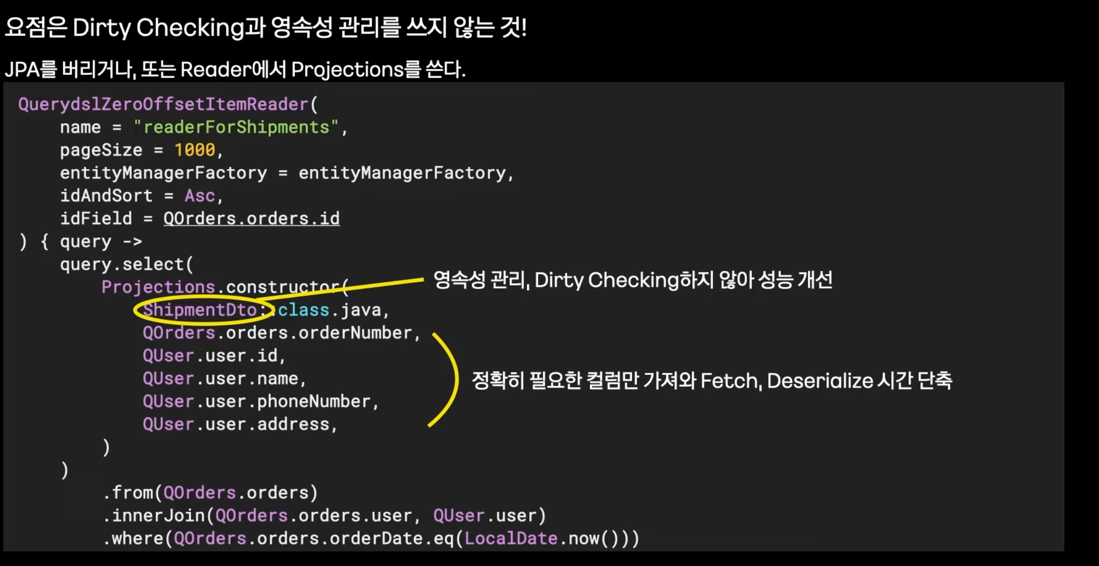 요점은 Dirty Checking과 영속성 관리를 쓰지 않는 것!
JPA를 버리거나, 또는 Reader에서 Projections를 쓴다.
QuerydslZeroOffsetItemReader(
name = "readerForShipments",
pageSize = 1000,
entityManagerFactory = entityManagerFactory,
idAndSort = Asc,
idField = QOrders.orders.id
) { query ->
query.select(
Projections.constructor(
영속성 관리, Dirty Checking하지 않아 성능 개선
ShipmentDto::class.java,
QOrders.orders.orderNumber,
QUser.user.id,
QUser.user.name,
정확히 필요한 컬럼만 가져와 Fetch, Deserialize 시간 단축
QUser.user.phoneNumber,
QUser.user.address,
)
)
.from(QOrders.orders)
.innerJoin(QOrders.orders.user, QUser.user)
.where(QOrders.orders.orderDate.eq(LocalDate.now()))